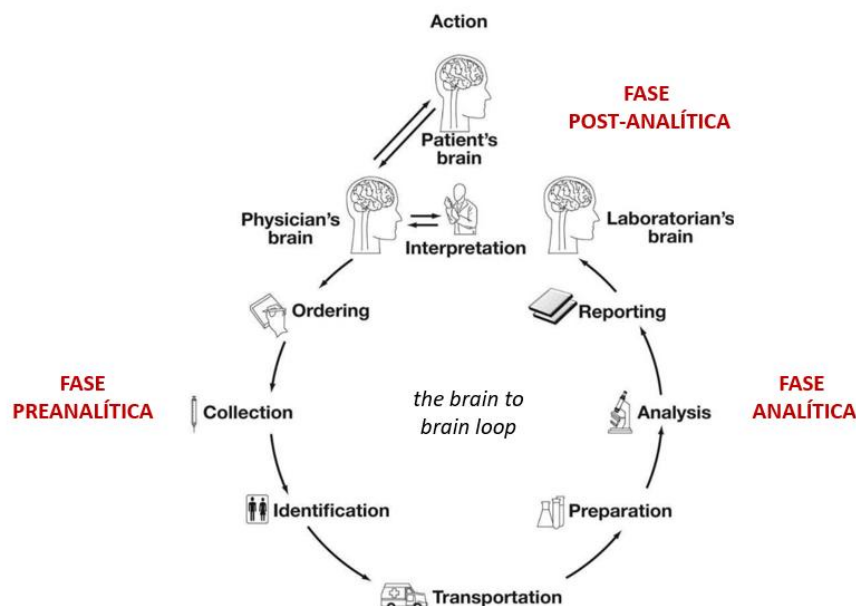 Action
FASE
POST-ANALÍTICA
Patient's
brain
Physician's
brain
Interpretation
Laboratorian's
brain
Ordering
Reporting
FASE
PREANALÍTICA
Collection
the brain to
brain loop
Analysis
FASE
ANALÍTICA
Identification
Preparation
Transportation